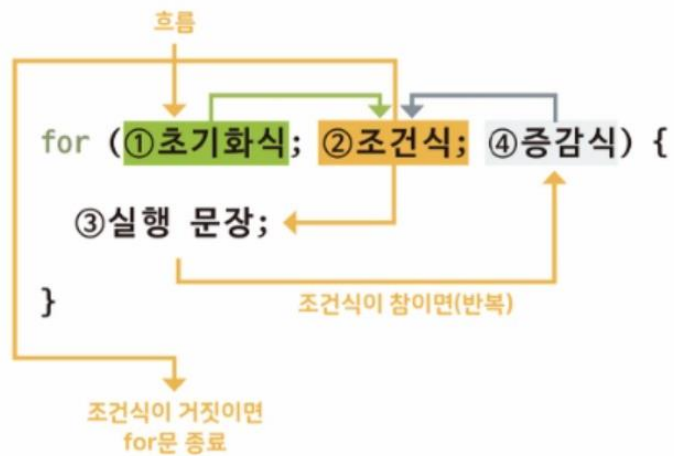 흐름
for (①초기화식; ②조건식; ④증감식) {
③실행 문장;
}
조건식이 참이면(반복)
조건식이 거짓이면
for문 종료